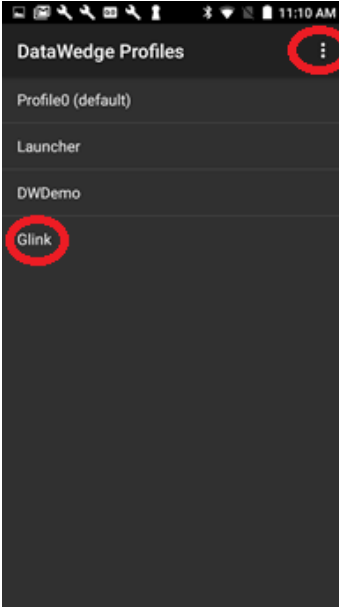 11:10 AM
DataWedge Profiles
Profile0 (default)
Launcher
DWDemo
Glink